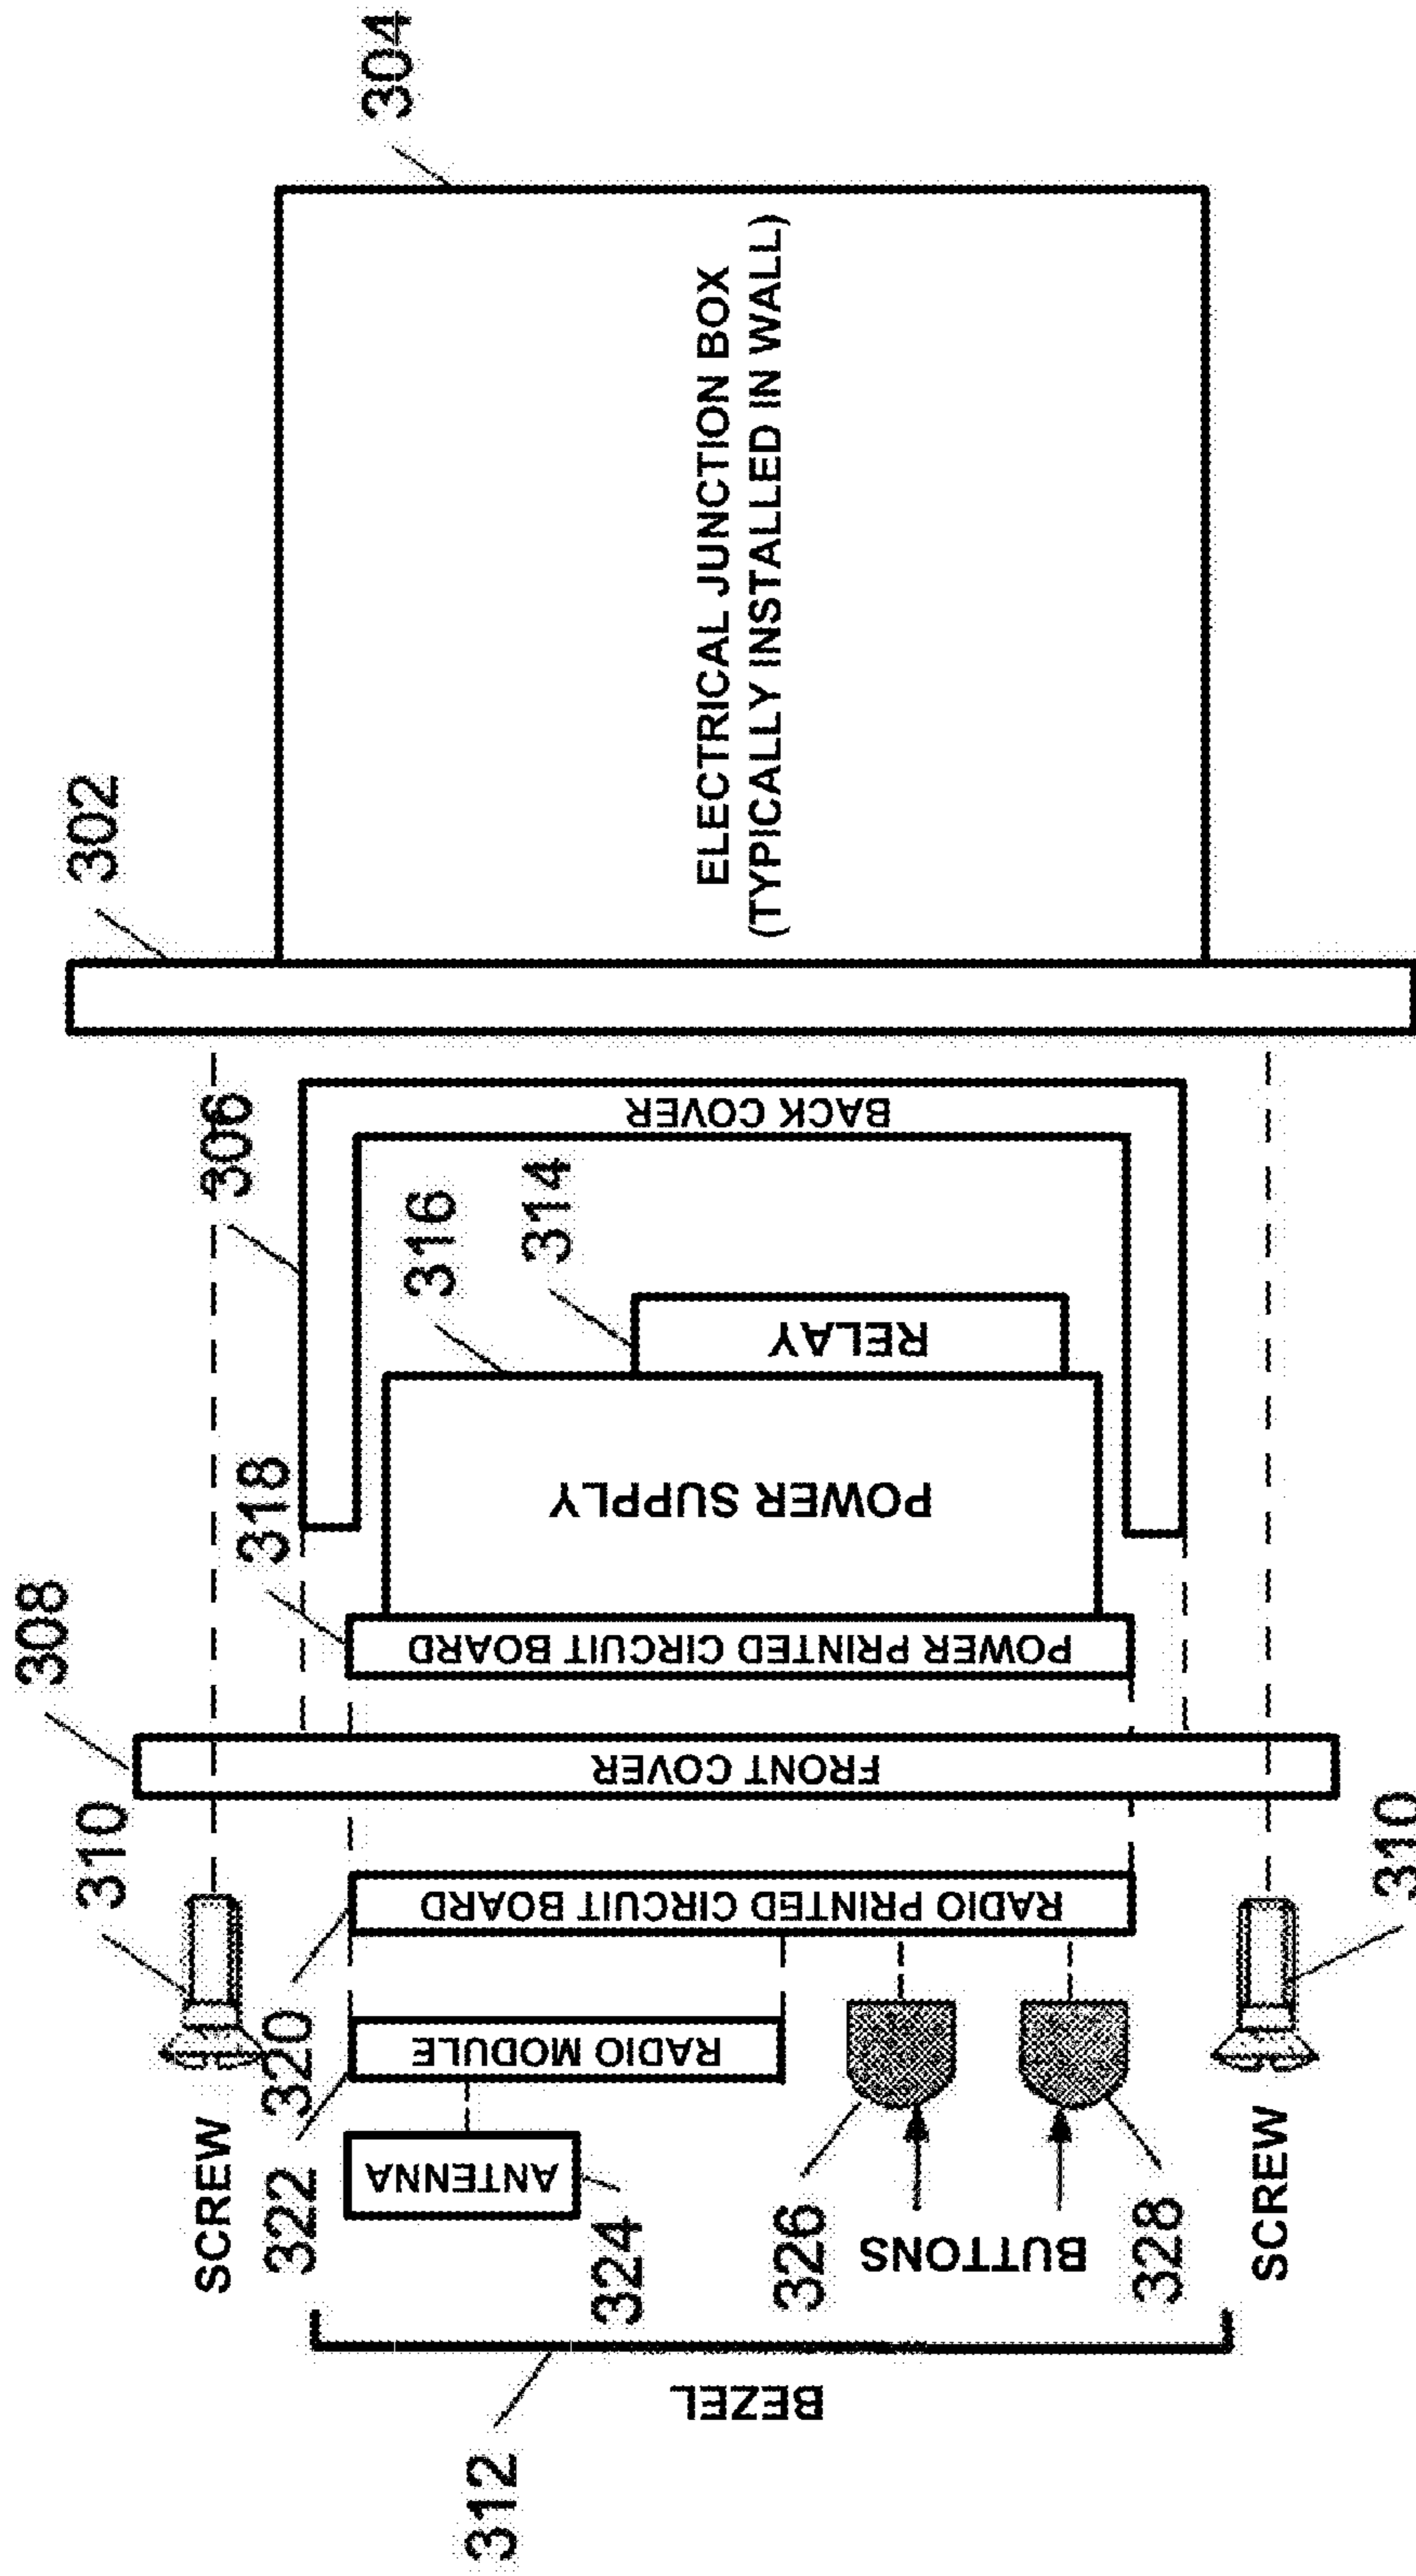 304
ELECTRICAL JUNCTION BOX
(TYPICALLY INSTALLED IN WALL)
302
306
BACK COVER
316
314
RELAY
318
POWER SUPPLY
POWER PRINTED CIRCUIT BOARD
308
FRONT COVER
310
310
320
RADIO PRINTED CIRCUIT BOARD
322
RADIO MODULE
SCREW
ANTENNA
324
326
BUTTONS
328
SCREW
BEZEL
312